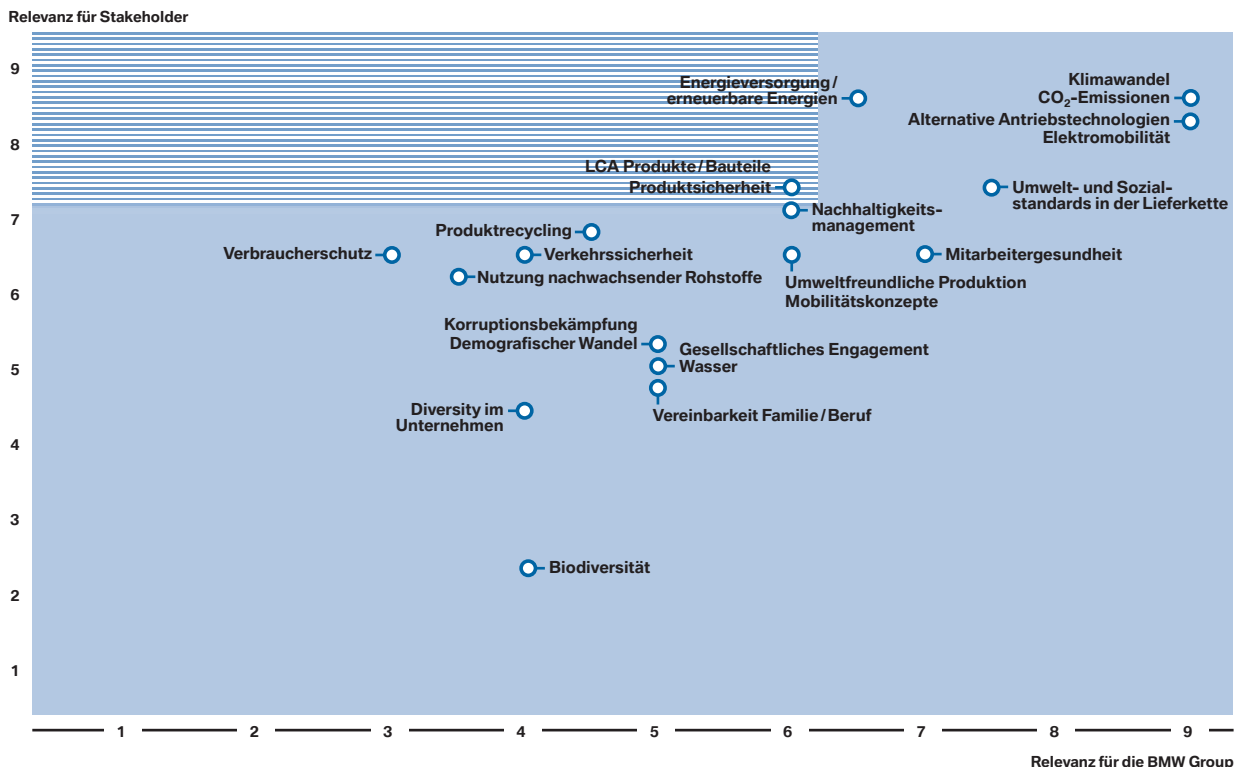 Relevanz für Stakeholder
9
Energieversorgung/
erneuerbare Energien
Klimawandel
CO₂-Emissionen
Alternative Antriebstechnologien
Elektromobilität
8
LCA Produkte/Bauteile
Produktsicherheit
Umwelt- und Sozial-
standards in der Lieferkette
7
Nachhaltigkeits-
management
Produktrecycling
Verbraucherschutz
Verkehrssicherheit
Mitarbeitergesundheit
Nutzung nachwachsender Rohstoffe
Umweltfreundliche Produktion
Mobilitätskonzepte
6
Korruptionsbekämpfung
Demografischer Wandel
Gesellschaftliches Engagement
Wasser
5
Vereinbarkeit Familie/Beruf
Diversity im
Unternehmen
4
3
Biodiversität
2
1
1 2 3 4 5 6 7 8 9
Relevanz für die BMW Group